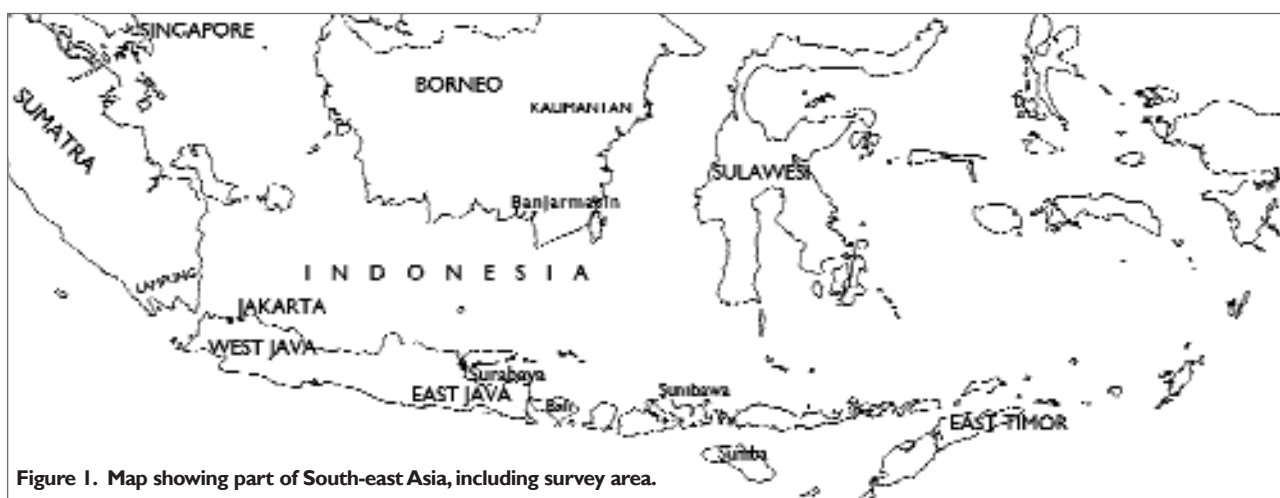 SINGAPORE
BORNEO
KALIMANTAN
SUMATRA
SULAWESI
Banjarmasin
INDONESIA
LAMPUNG
JAKARTA
WEST JAVA
Surabaya
EAST JAVA
Bali
Sumbawa
EAST TIMOR
Sumba
Figure 1. Map showing part of South-east Asia, including survey area.